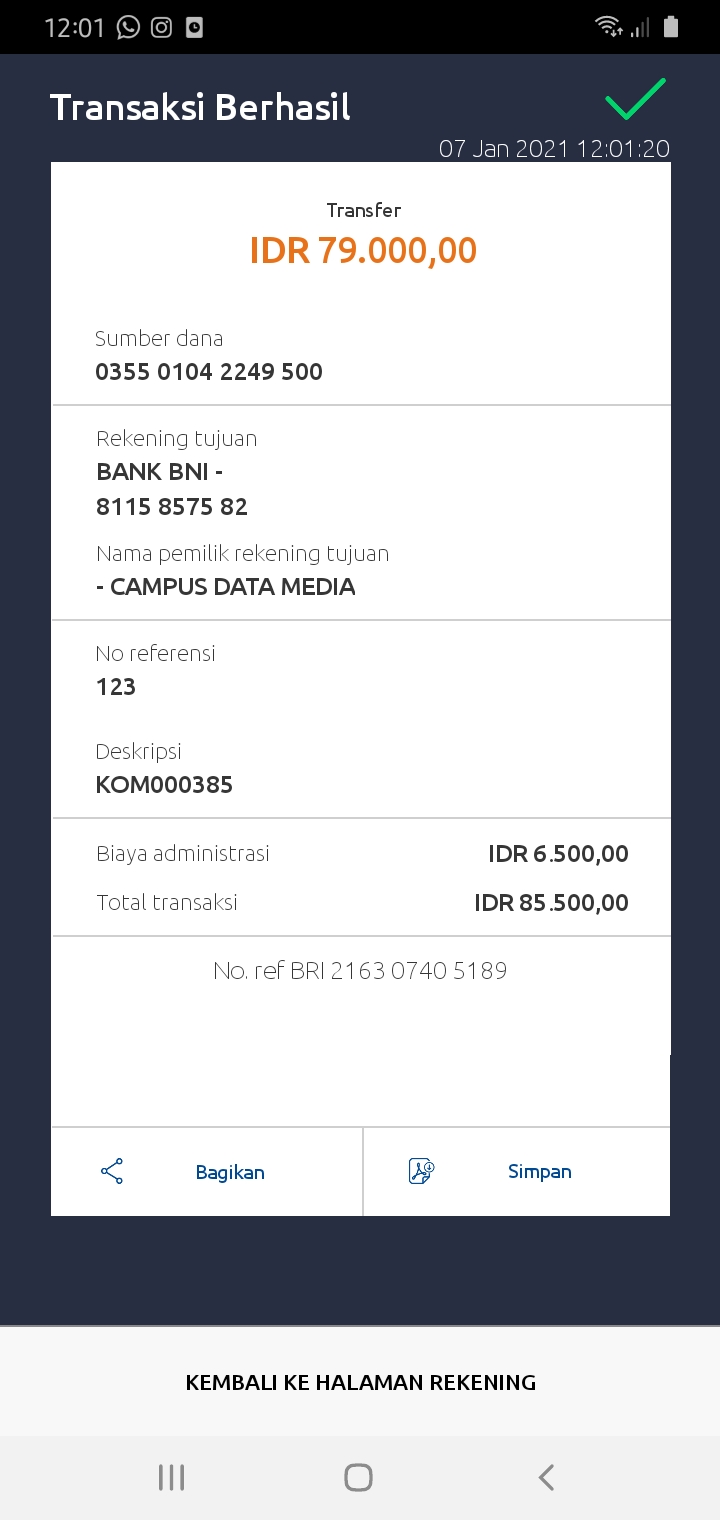 12:01
Transaksi Berhasil
07 Jan 2021 12:01:20
Transfer
IDR 79.000,00
Sumber dana
0355 0104 2249 500
Rekening tujuan
BANK BNI -
8115 8575 82
Nama pemilik rekening tujuan
- CAMPUS DATA MEDIA
No referensi
123
Deskripsi
KOM000385
Biaya administrasi IDR 6.500,00
Total transaksi IDR 85.500,00
No. ref BRI 2163 0740 5189
Bagikan Simpan
KEMBALI KE HALAMAN REKENING